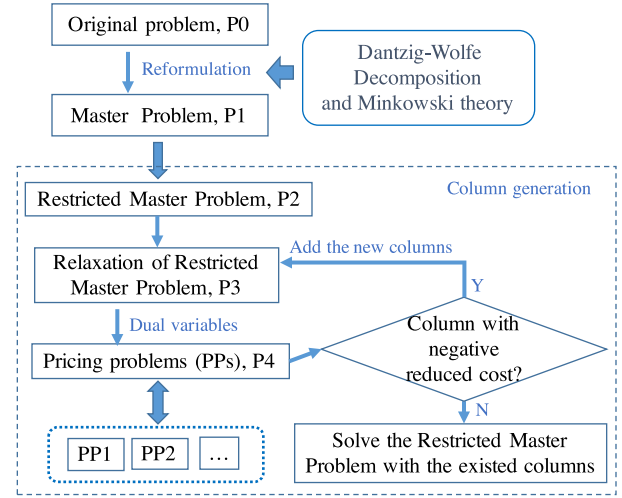 Original problem, P0
Reformulation
Dantzig-Wolfe
Decomposition
and Minkowski theory
Master Problem, P1
Column generation
Restricted Master Problem, P2
Add the new columns
Relaxation of Restricted
Master Problem, P3
Y
Dual variables
Column with
negative
reduced cost?
Pricing problems (PPs), P4
N
PP1
PP2
...
Solve the Restricted Master
Problem with the existed columns